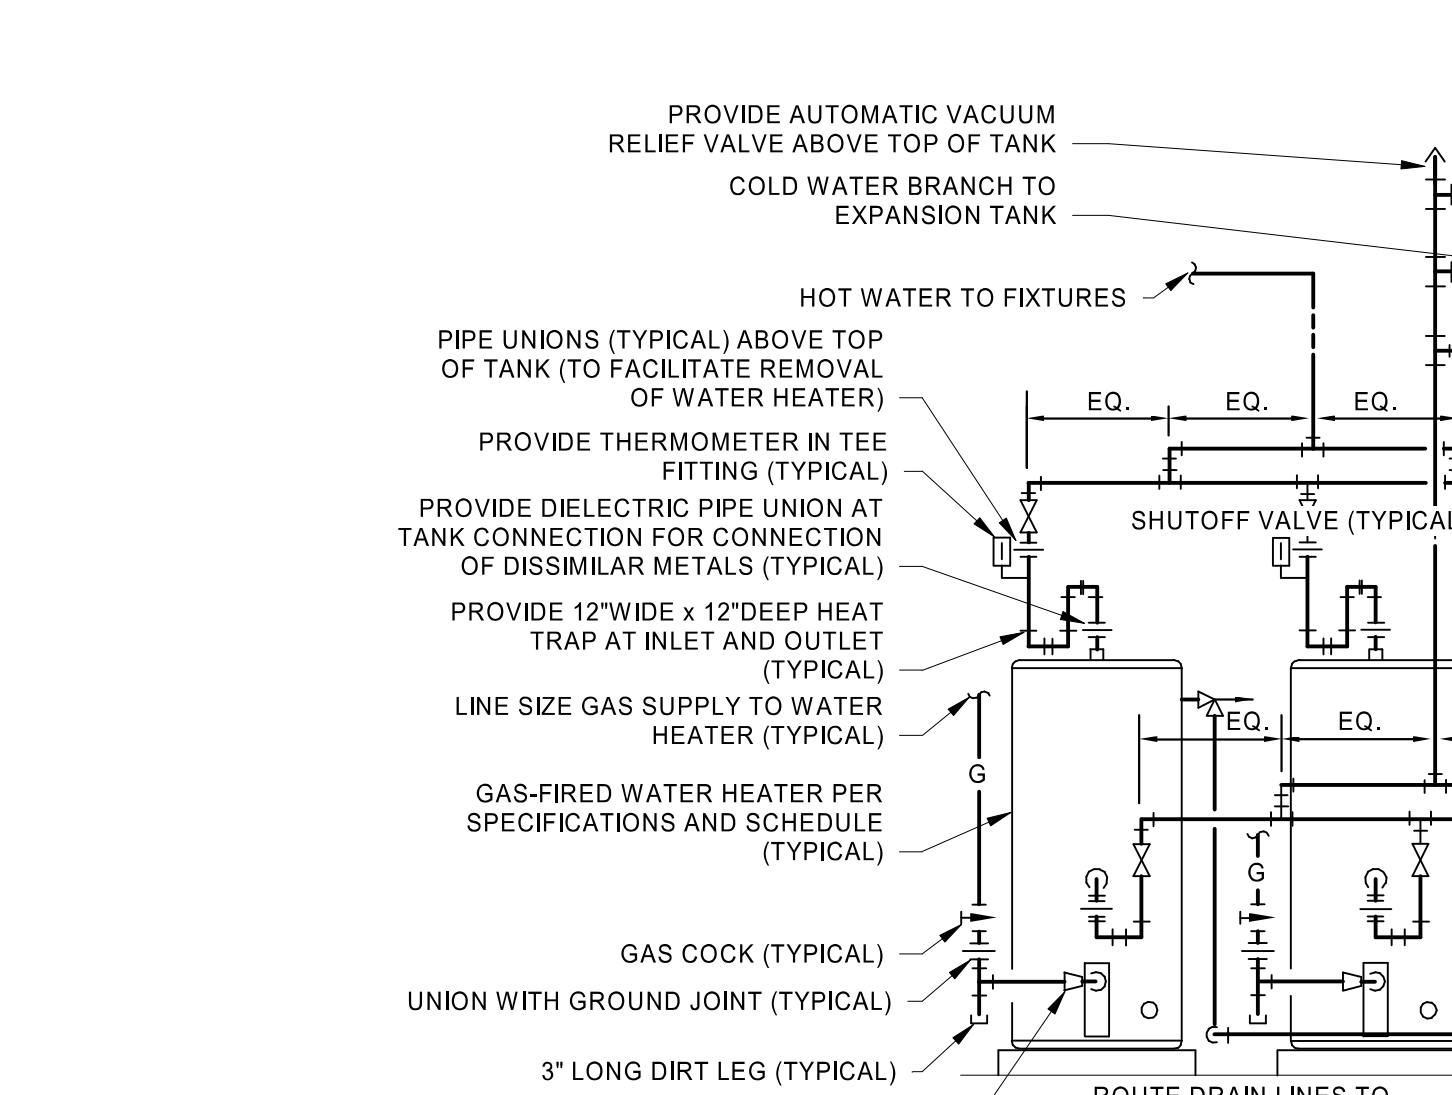 PROVIDE AUTOMATIC VACUUM
RELIEF VALVE ABOVE TOP OF TANK
COLD WATER BRANCH TO
EXPANSION TANK
HOT WATER TO FIXTURES
PIPE UNIONS (TYPICAL) ABOVE TOP
OF TANK (TO FACILITATE REMOVAL
OF WATER HEATER)
EQ. EQ. EQ.
PROVIDE THERMOMETER IN TEE
FITTING (TYPICAL)
PROVIDE DIELECTRIC PIPE UNION AT
TANK CONNECTION FOR CONNECTION
OF DISSIMILAR METALS (TYPICAL)
SHUTOFF VALVE (TYPICAL
PROVIDE 12"WIDE x 12"DEEP HEAT
TRAP AT INLET AND OUTLET
(TYPICAL)
LINE SIZE GAS SUPPLY TO WATER
HEATER (TYPICAL)
EQ. EQ.
G
GAS-FIRED WATER HEATER PER
SPECIFICATIONS AND SCHEDULE
(TYPICAL)
G
GAS COCK (TYPICAL)
UNION WITH GROUND JOINT (TYPICAL)
3" LONG DIRT LEG (TYPICAL)
ROUTE DRAIN LINES TO